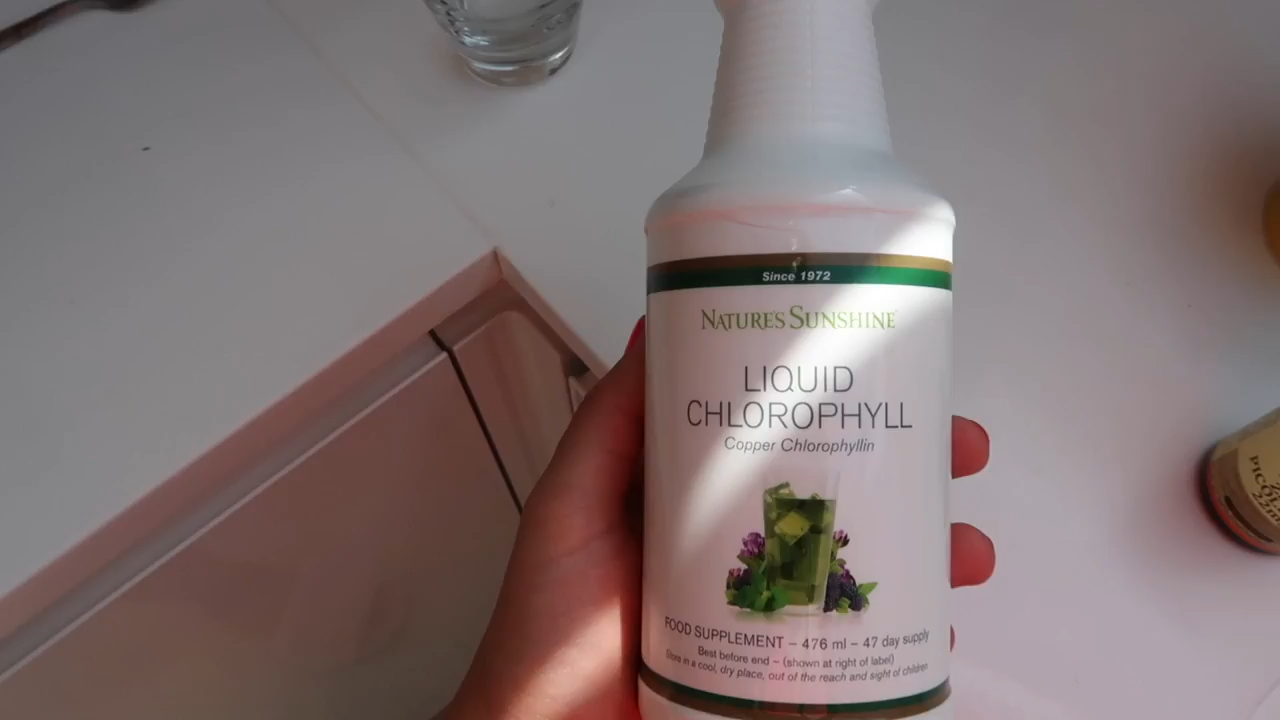 Since 1972
NATURE'S SUNSHINE
LIQUID
CHLOROPHYLL
Copper Chlorophyllin
FOOD SUPPLEMENT – 476 ml – 47 day supply
Best before end – (shown at right of label)
Store in a cool, dry place, out of the reach and sight of children